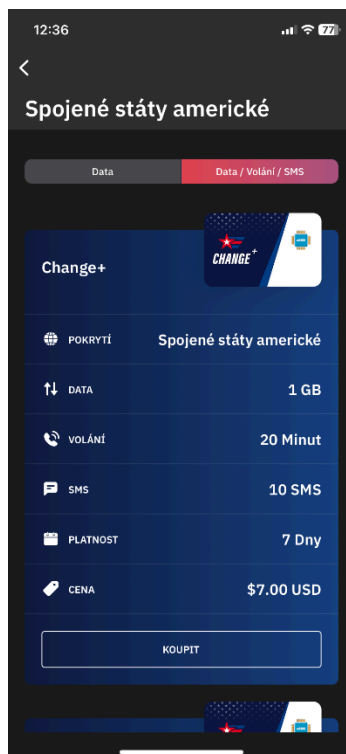 12:36
77
Spojené státy americké
Data
Data / Volání / SMS
CHANGE+
Change+
POKRYTÍ
Spojené státy americké
DATA
1 GB
VOLÁNÍ
20 Minut
SMS
10 SMS
PLATNOST
7 Dny
CENA
$7.00 USD
KOUPIT